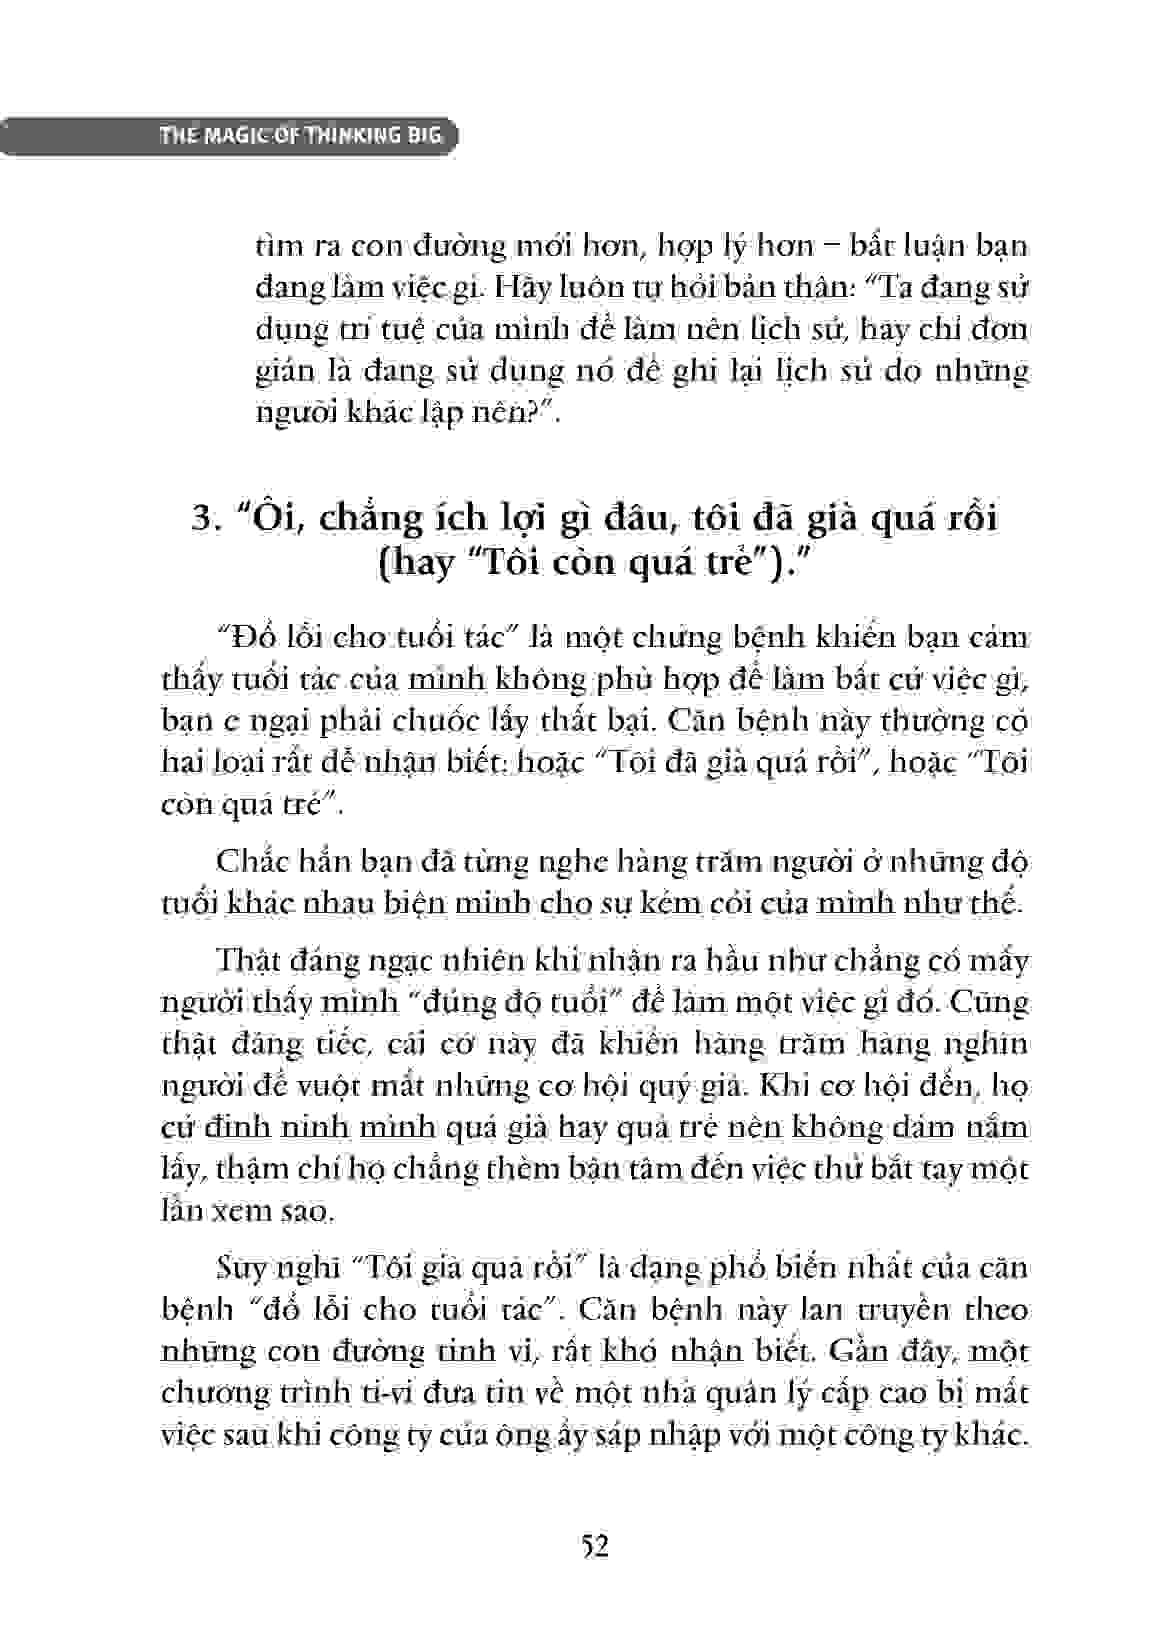 THE MAGIC OF THINKING BIG
tìm ra con đường mới hơn, hợp lý hơn – bất luận bạn
đang làm việc gì. Hãy luôn tự hỏi bản thân: “Ta đang sử
dụng trí tuệ của mình để làm nên lịch sử, hay chỉ đơn
giản là đang sử dụng nó để ghi lại lịch sử do những
người khác lập nên?”.
3. “Ôi, chẳng ích lợi gì đâu, tôi đã già quá rồi
(hay “Tôi còn quá trẻ”).”
“Đổ lỗi cho tuổi tác” là một chứng bệnh khiến bạn cảm
thấy tuổi tác của mình không phù hợp để làm bất cứ việc gì,
bạn e ngại phải chuốc lấy thất bại. Căn bệnh này thường có
hai loại rất dễ nhận biết: hoặc “Tôi đã già quá rồi”, hoặc “Tôi
còn quá trẻ”.
Chắc hẳn bạn đã từng nghe hàng trăm người ở những độ
tuổi khác nhau biện minh cho sự kém cỏi của mình như thế.
Thật đáng ngạc nhiên khi nhận ra hầu như chẳng có mấy
người thấy mình “đúng độ tuổi” để làm một việc gì đó. Cũng
thật đáng tiếc, cái cớ này đã khiến hàng trăm hàng nghìn
người để vuột mất những cơ hội quý giá. Khi cơ hội đến, họ
cứ đinh ninh mình quá già hay quá trẻ nên không dám nắm
lấy, thậm chí họ chẳng thèm bận tâm đến việc thử bắt tay một
lần xem sao.
Suy nghĩ “Tôi già quá rồi” là dạng phổ biến nhất của căn
bệnh “đổ lỗi cho tuổi tác”. Căn bệnh này lan truyền theo
những con đường tinh vi, rất khó nhận biết. Gần đây, một
chương trình ti-vi đưa tin về một nhà quản lý cấp cao bị mất
việc sau khi công ty của ông ấy sáp nhập với một công ty khác.
52